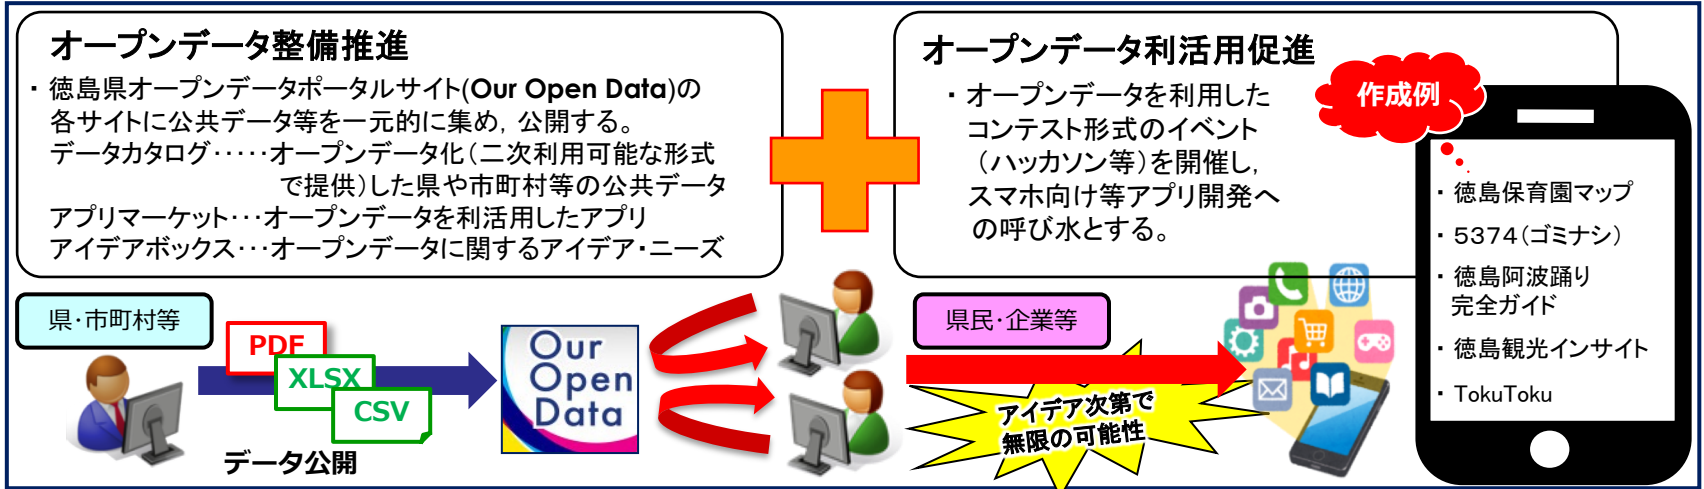 オープンデータ整備推進
・徳島県オープンデータポータルサイト(Our Open Data)の
各サイトに公共データ等を一元的に集め，公開する。
データカタログ・・・・・オープンデータ化（二次利用可能な形式
で提供）した県や市町村等の公共データ
アプリマーケット・・・オープンデータを利活用したアプリ
アイデアボックス・・・オープンデータに関するアイデア・ニーズ
オープンデータ利活用促進
・オープンデータを利用した
コンテスト形式のイベント
（ハッカソン等）を開催し，
スマホ向け等アプリ開発へ
の呼び水とする。
作成例
・徳島保育園マップ
・5374（ゴミナシ）
・徳島阿波踊り
完全ガイド
・徳島観光インサイト
・TokuToku
県・市町村等
PDF
XLSX
CSV
データ公開
Our
Open
Data
県民・企業等
アイデア次第で
無限の可能性